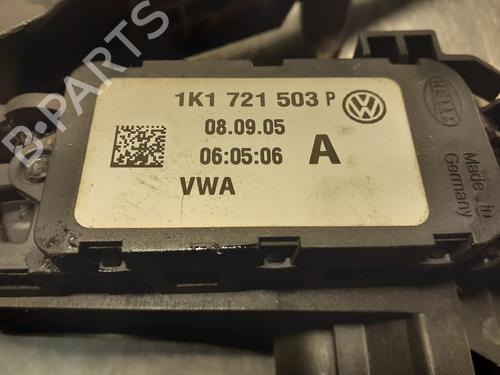 B-PARTS
1K1 721 503 P
08.09.05
06:05:06 A
VWA
HELLA
Made in
Germany